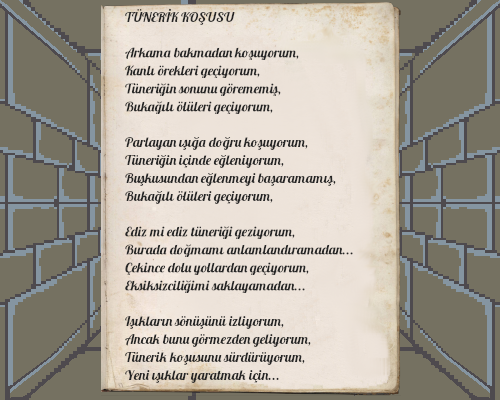 TÜNERİK KOŞUSU
Arkama bakmadan koşuyorum,
Kanlı örekleri geçiyorum,
Tüneriğin sonunu görememiş,
Bukağılı ölüleri geçiyorum,
Parlayan ışığa doğru koşuyorum,
Tüneriğin içinde eğleniyorum,
Buşkusundan eğlenmeyi başaramamış,
Bukağılı ölüleri geçiyorum,
Ediz mi ediz tüneriği geziyorum,
Burada doğmamı anlamlandıramadan...
Çekince dolu yollardan geçiyorum,
Eksiksizciliğimi saklayamadan...
Işıkların sönüşünü izliyorum,
Ancak bunu görmezden geliyorum,
Tünerik koşusunu sürdürüyorum,
Yeni ışıklar yaratmak için...